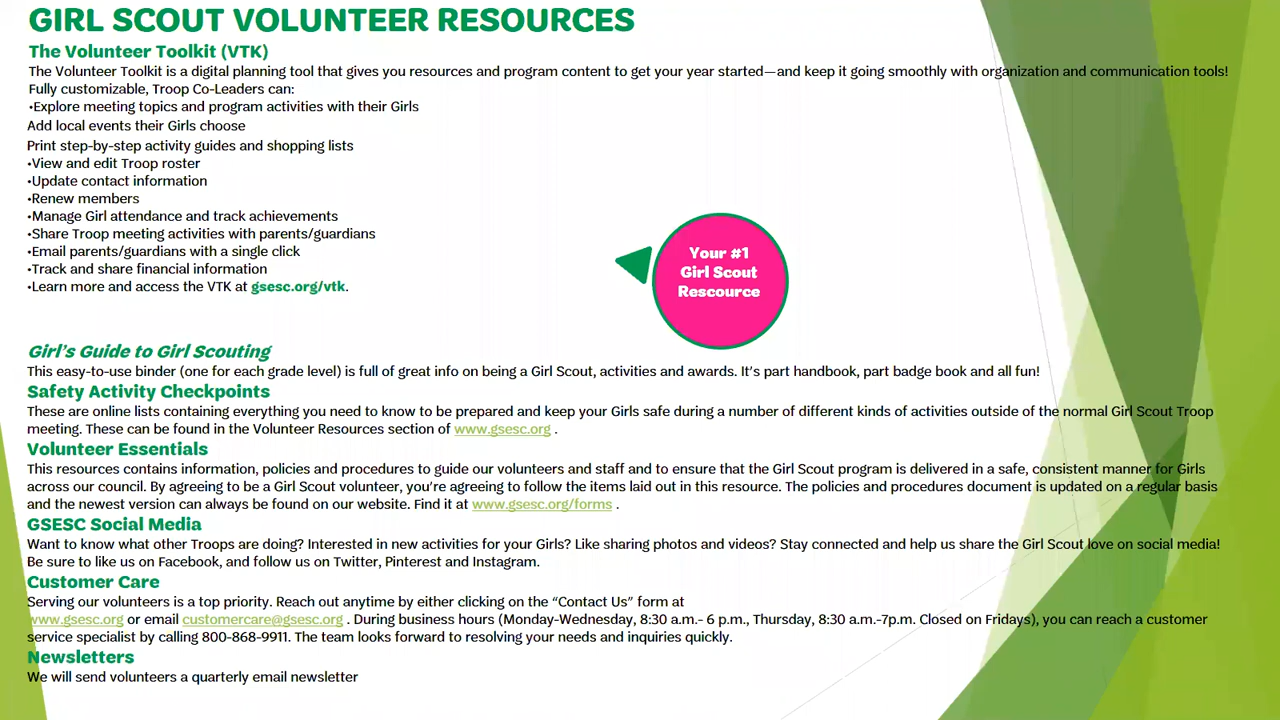 GIRL SCOUT VOLUNTEER RESOURCES
The Volunteer Toolkit (VTK)
The Volunteer Toolkit is a digital planning tool that gives you resources and program content to get your year started—and keep it going smoothly with organization and communication tools!
Fully customizable, Troop Co-Leaders can:
•Explore meeting topics and program activities with their Girls
Add local events their Girls choose
Print step-by-step activity guides and shopping lists
•View and edit Troop roster
•Update contact information
•Renew members
•Manage Girl attendance and track achievements
•Share Troop meeting activities with parents/guardians
•Email parents/guardians with a single click
•Track and share financial information
•Learn more and access the VTK at gsesc.org/vtk.
Your #1
Girl Scout
Rescource
Girl's Guide to Girl Scouting
This easy-to-use binder (one for each grade level) is full of great info on being a Girl Scout, activities and awards. It's part handbook, part badge book and all fun!
Safety Activity Checkpoints
These are online lists containing everything you need to know to be prepared and keep your Girls safe during a number of different kinds of activities outside of the normal Girl Scout Troop
meeting. These can be found in the Volunteer Resources section of www.gsesc.org .
Volunteer Essentials
This resources contains information, policies and procedures to guide our volunteers and staff and to ensure that the Girl Scout program is delivered in a safe, consistent manner for Girls
across our council. By agreeing to be a Girl Scout volunteer, you're agreeing to follow the items laid out in this resource. The policies and procedures document is updated on a regular basis
and the newest version can always be found on our website. Find it at www.gsesc.org/forms .
GSESC Social Media
Want to know what other Troops are doing? Interested in new activities for your Girls? Like sharing photos and videos? Stay connected and help us share the Girl Scout love on social media!
Be sure to like us on Facebook, and follow us on Twitter, Pinterest and Instagram.
Customer Care
Serving our volunteers is a top priority. Reach out anytime by either clicking on the "Contact Us" form at
www.gsesc.org or email customercare@gsesc.org . During business hours (Monday-Wednesday, 8:30 a.m.- 6 p.m., Thursday, 8:30 a.m.-7p.m. Closed on Fridays), you can reach a customer
service specialist by calling 800-868-9911. The team looks forward to resolving your needs and inquiries quickly.
Newsletters
We will send volunteers a quarterly email newsletter